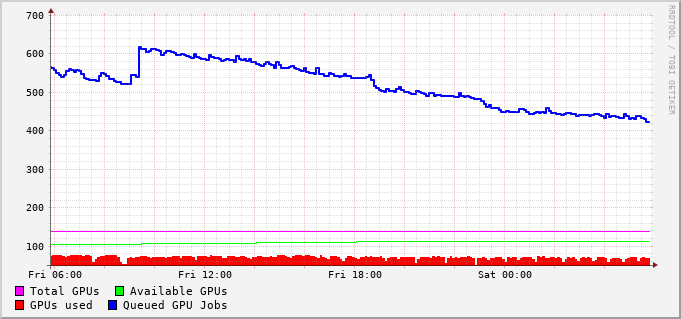 700
600
500
400
300
200
100
Fri 06:00 Fri 12:00 Fri 18:00 Sat 00:00
Total GPUs Available GPUs
GPUs used Queued GPU Jobs
RRDTOOL / TOBI OETIKER